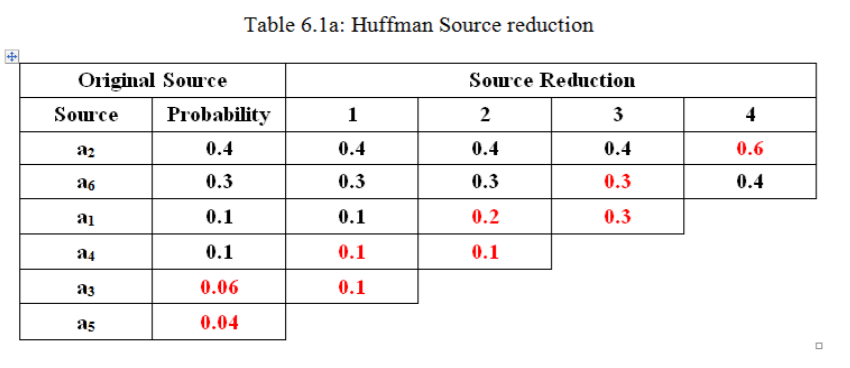 Table 6.1a: Huffman Source reduction
Original Source Source Reduction
Source Probability 1 2 3 4
a2 0.4 0.4 0.4 0.4 0.6
a6 0.3 0.3 0.3 0.3 0.4
a1 0.1 0.1 0.2 0.3
a4 0.1 0.1 0.1
a3 0.06 0.1
a5 0.04